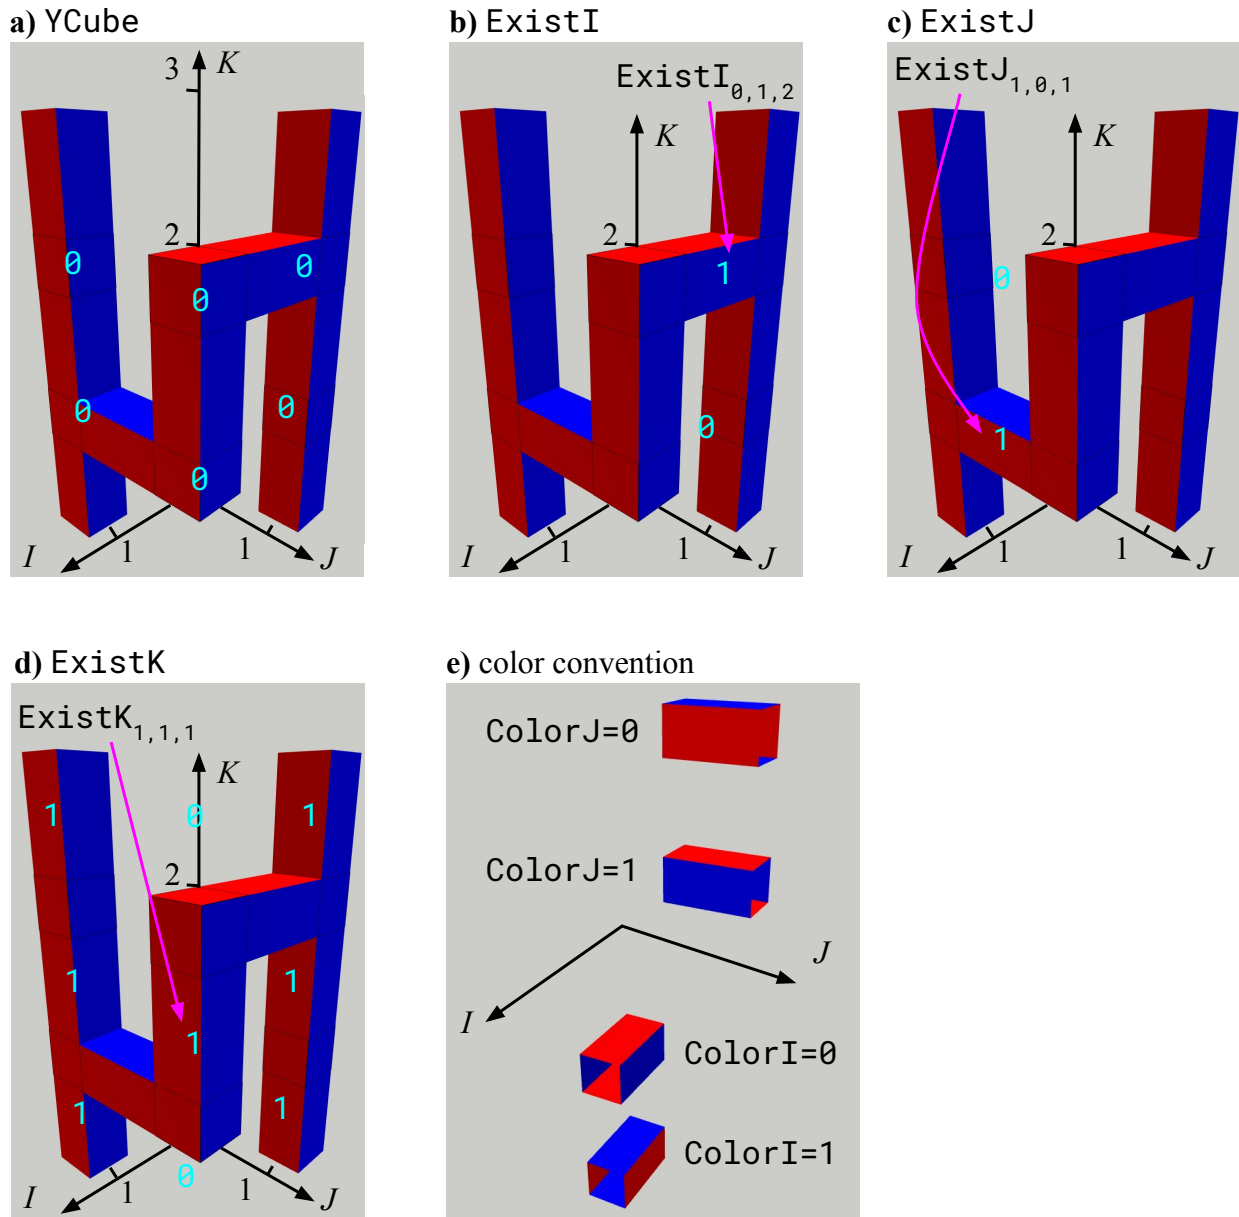 a) YCube
b) ExistI
c) ExistJ
3 K
2
0
0
0
0
0
0
I 1 1 J
ExistI0,1,2
K
2
1
0
I 1 1 J
ExistJ1,0,1
K
2
0
1
I 1 1 J
d) ExistK
e) color convention
ExistK1,1,1
K
1 0 1
2
1 1
1
1 1
0
I 1 1 J
ColorJ=0
ColorJ=1
J
I
ColorI=0
ColorI=1